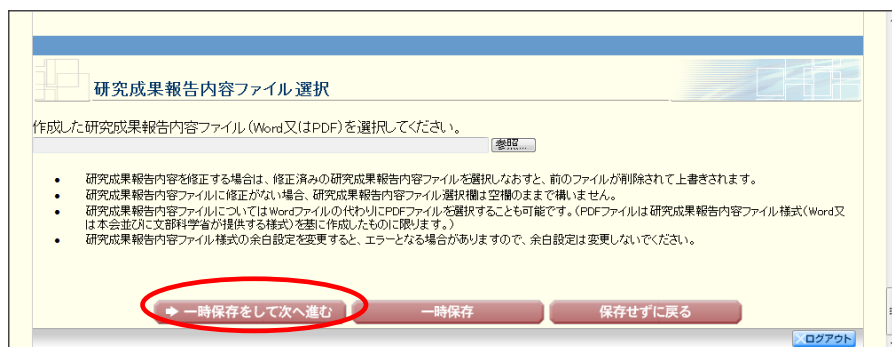 研究成果報告内容ファイル選択
作成した研究成果報告内容ファイル(Word又はPDF)を選択してください。
参照...
• 研究成果報告内容を修正する場合は、修正済みの研究成果報告内容ファイルを選択しなおすと、前のファイルが削除されて上書きされます。
• 研究成果報告内容ファイルに修正がない場合、研究成果報告内容ファイル選択欄は空欄のままで構いません。
• 研究成果報告内容ファイルについてはWordファイルの代わりにPDFファイルを選択することも可能です。(PDFファイルは研究成果報告内容ファイル様式(Word又
は本会並びに文部科学省が提供する様式)を基に作成したものに限ります。)
• 研究成果報告内容ファイル様式の余白設定を変更すると、エラーとなる場合がありますので、余白設定は変更しないでください。
➡ 一時保存をして次へ進む 一時保存 保存せずに戻る
ログアウト